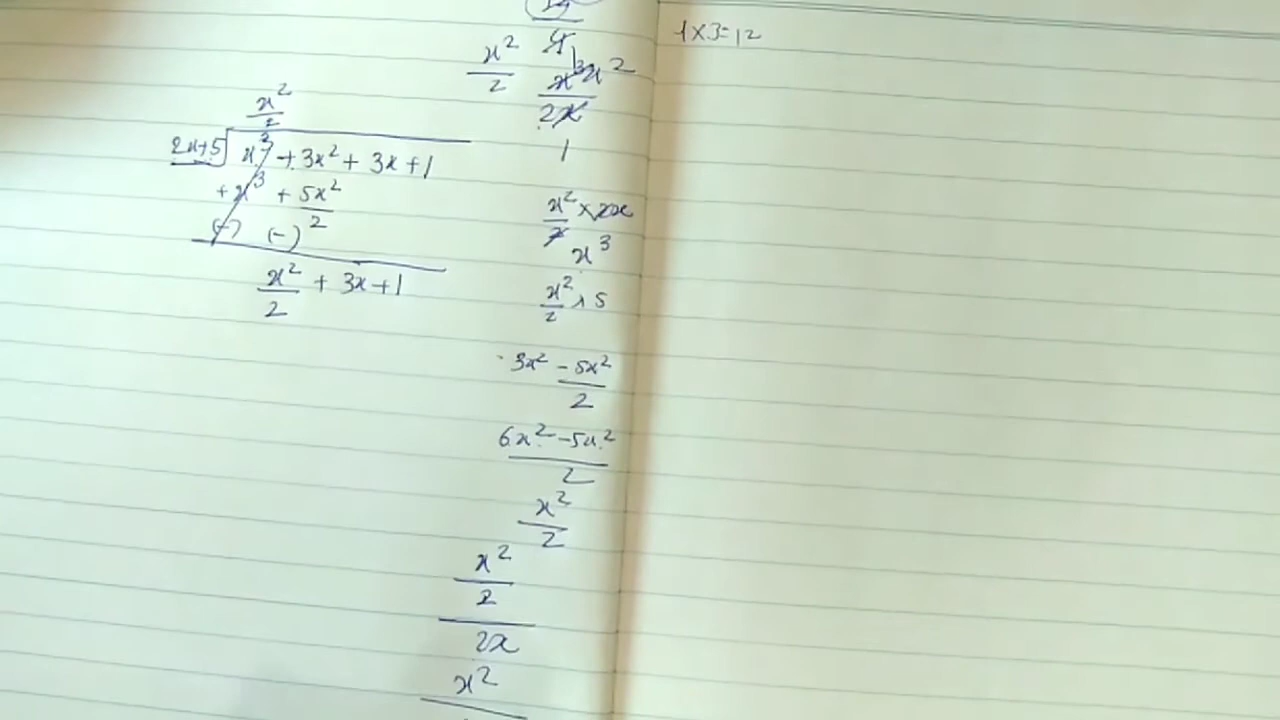 x²/2
2x+5 ) x³ + 3x² + 3x + 1
+ x³ + 5x²/2
(-) (-)
x²/2 + 3x + 1
x²/2
x³ x² / 2x
1
x²/2 × 2x
x³
x²/2 × 5
3x² - 5x²/2
6x² - 5x² / 2
x²/2
x²/2
2x
x²
1×3=12